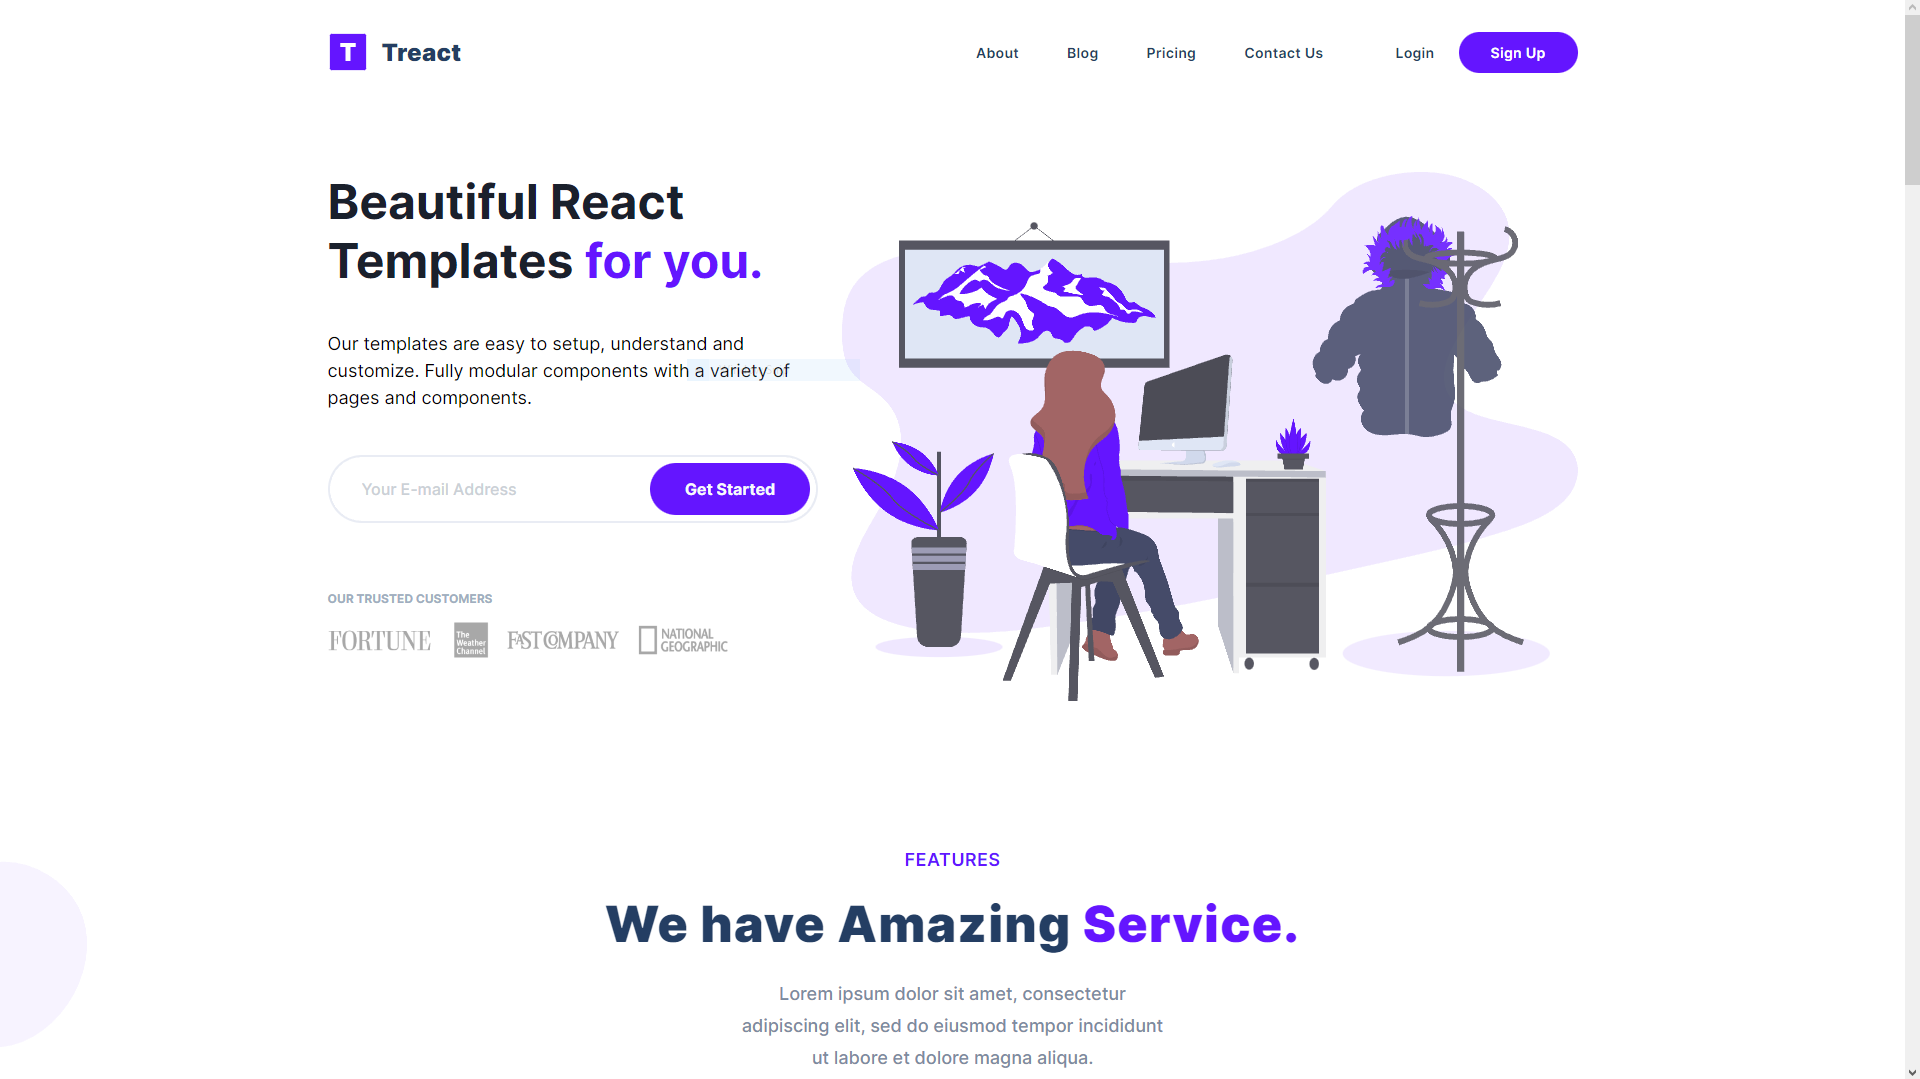 T Treact
About Blog Pricing Contact Us Login Sign Up
Beautiful React
Templates for you.
Our templates are easy to setup, understand and
customize. Fully modular components with a variety of
pages and components.
Your E-mail Address Get Started
OUR TRUSTED CUSTOMERS
FORTUNE
The
Weather
Channel
FAST COMPANY
NATIONAL
GEOGRAPHIC
FEATURES
We have Amazing Service.
Lorem ipsum dolor sit amet, consectetur
adipiscing elit, sed do eiusmod tempor incididunt
ut labore et dolore magna aliqua.